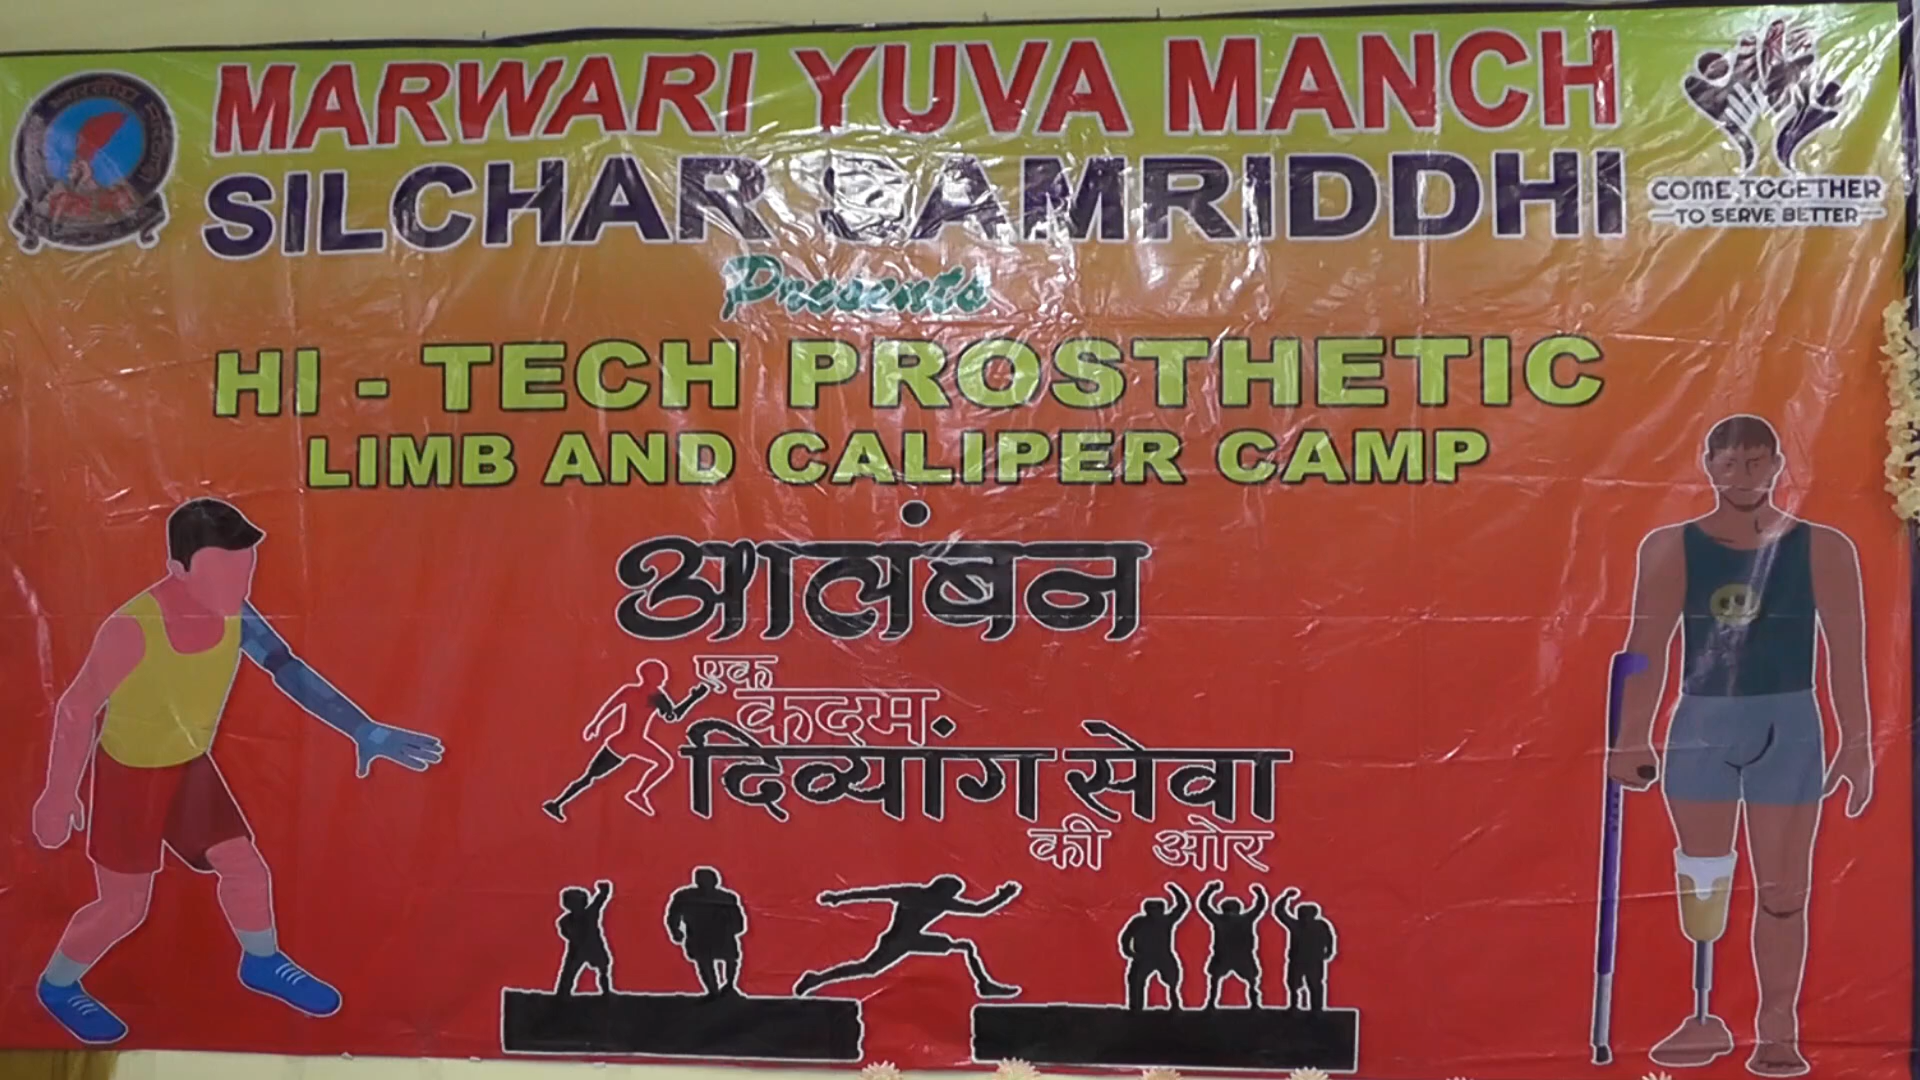 MARWARI YUVA MANCH
SILCHAR SAMRIDDHI
COME TOGETHER
TO SERVE BETTER
Presents
HI - TECH PROSTHETIC
LIMB AND CALIPER CAMP
आलंबन
एक
कदम
दिव्यांग सेवा
की ओर